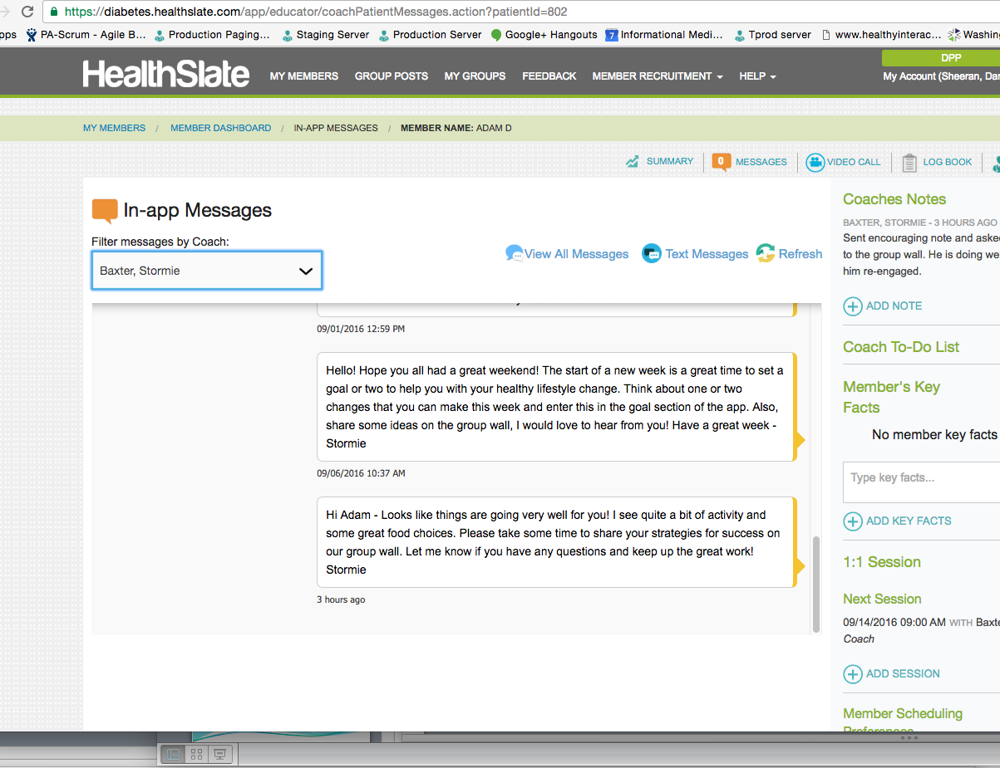 https://diabetes.healthslate.com/app/educator/coachPatientMessages.action?patientId=802
PA-Scrum - Agile B... Production Paging... Staging Server Production Server Google+ Hangouts 7 Informational Medi... Tprod server www.healthyinterac...
DPP
HealthSlate MY MEMBERS GROUP POSTS MY GROUPS FEEDBACK MEMBER RECRUITMENT HELP
My Account (Sheeran,
MY MEMBERS / MEMBER DASHBOARD / IN-APP MESSAGES / MEMBER NAME: ADAM D
SUMMARY 0 MESSAGES VIDEO CALL LOG BOOK
In-app Messages
Filter messages by Coach:
Baxter, Stormie
View All Messages Text Messages Refresh
09/01/2016 12:59 PM
Hello! Hope you all had a great weekend! The start of a new week is a great time to set a
goal or two to help you with your healthy lifestyle change. Think about one or two
changes that you can make this week and enter this in the goal section of the app. Also,
share some ideas on the group wall, I would love to hear from you! Have a great week -
Stormie
09/06/2016 10:37 AM
Hi Adam - Looks like things are going very well for you! I see quite a bit of activity and
some great food choices. Please take some time to share your strategies for success on
our group wall. Let me know if you have any questions and keep up the great work!
Stormie
3 hours ago
Coaches Notes
BAXTER, STORMIE - 3 HOURS AGO
Sent encouraging note and
to the group wall. He is doing
him re-engaged.
ADD NOTE
Coach To-Do List
Member's Key
Facts
No member key facts
Type key facts...
ADD KEY FACTS
1:1 Session
Next Session
09/14/2016 09:00 AM WITH
Coach
ADD SESSION
Member Scheduling
Preferences